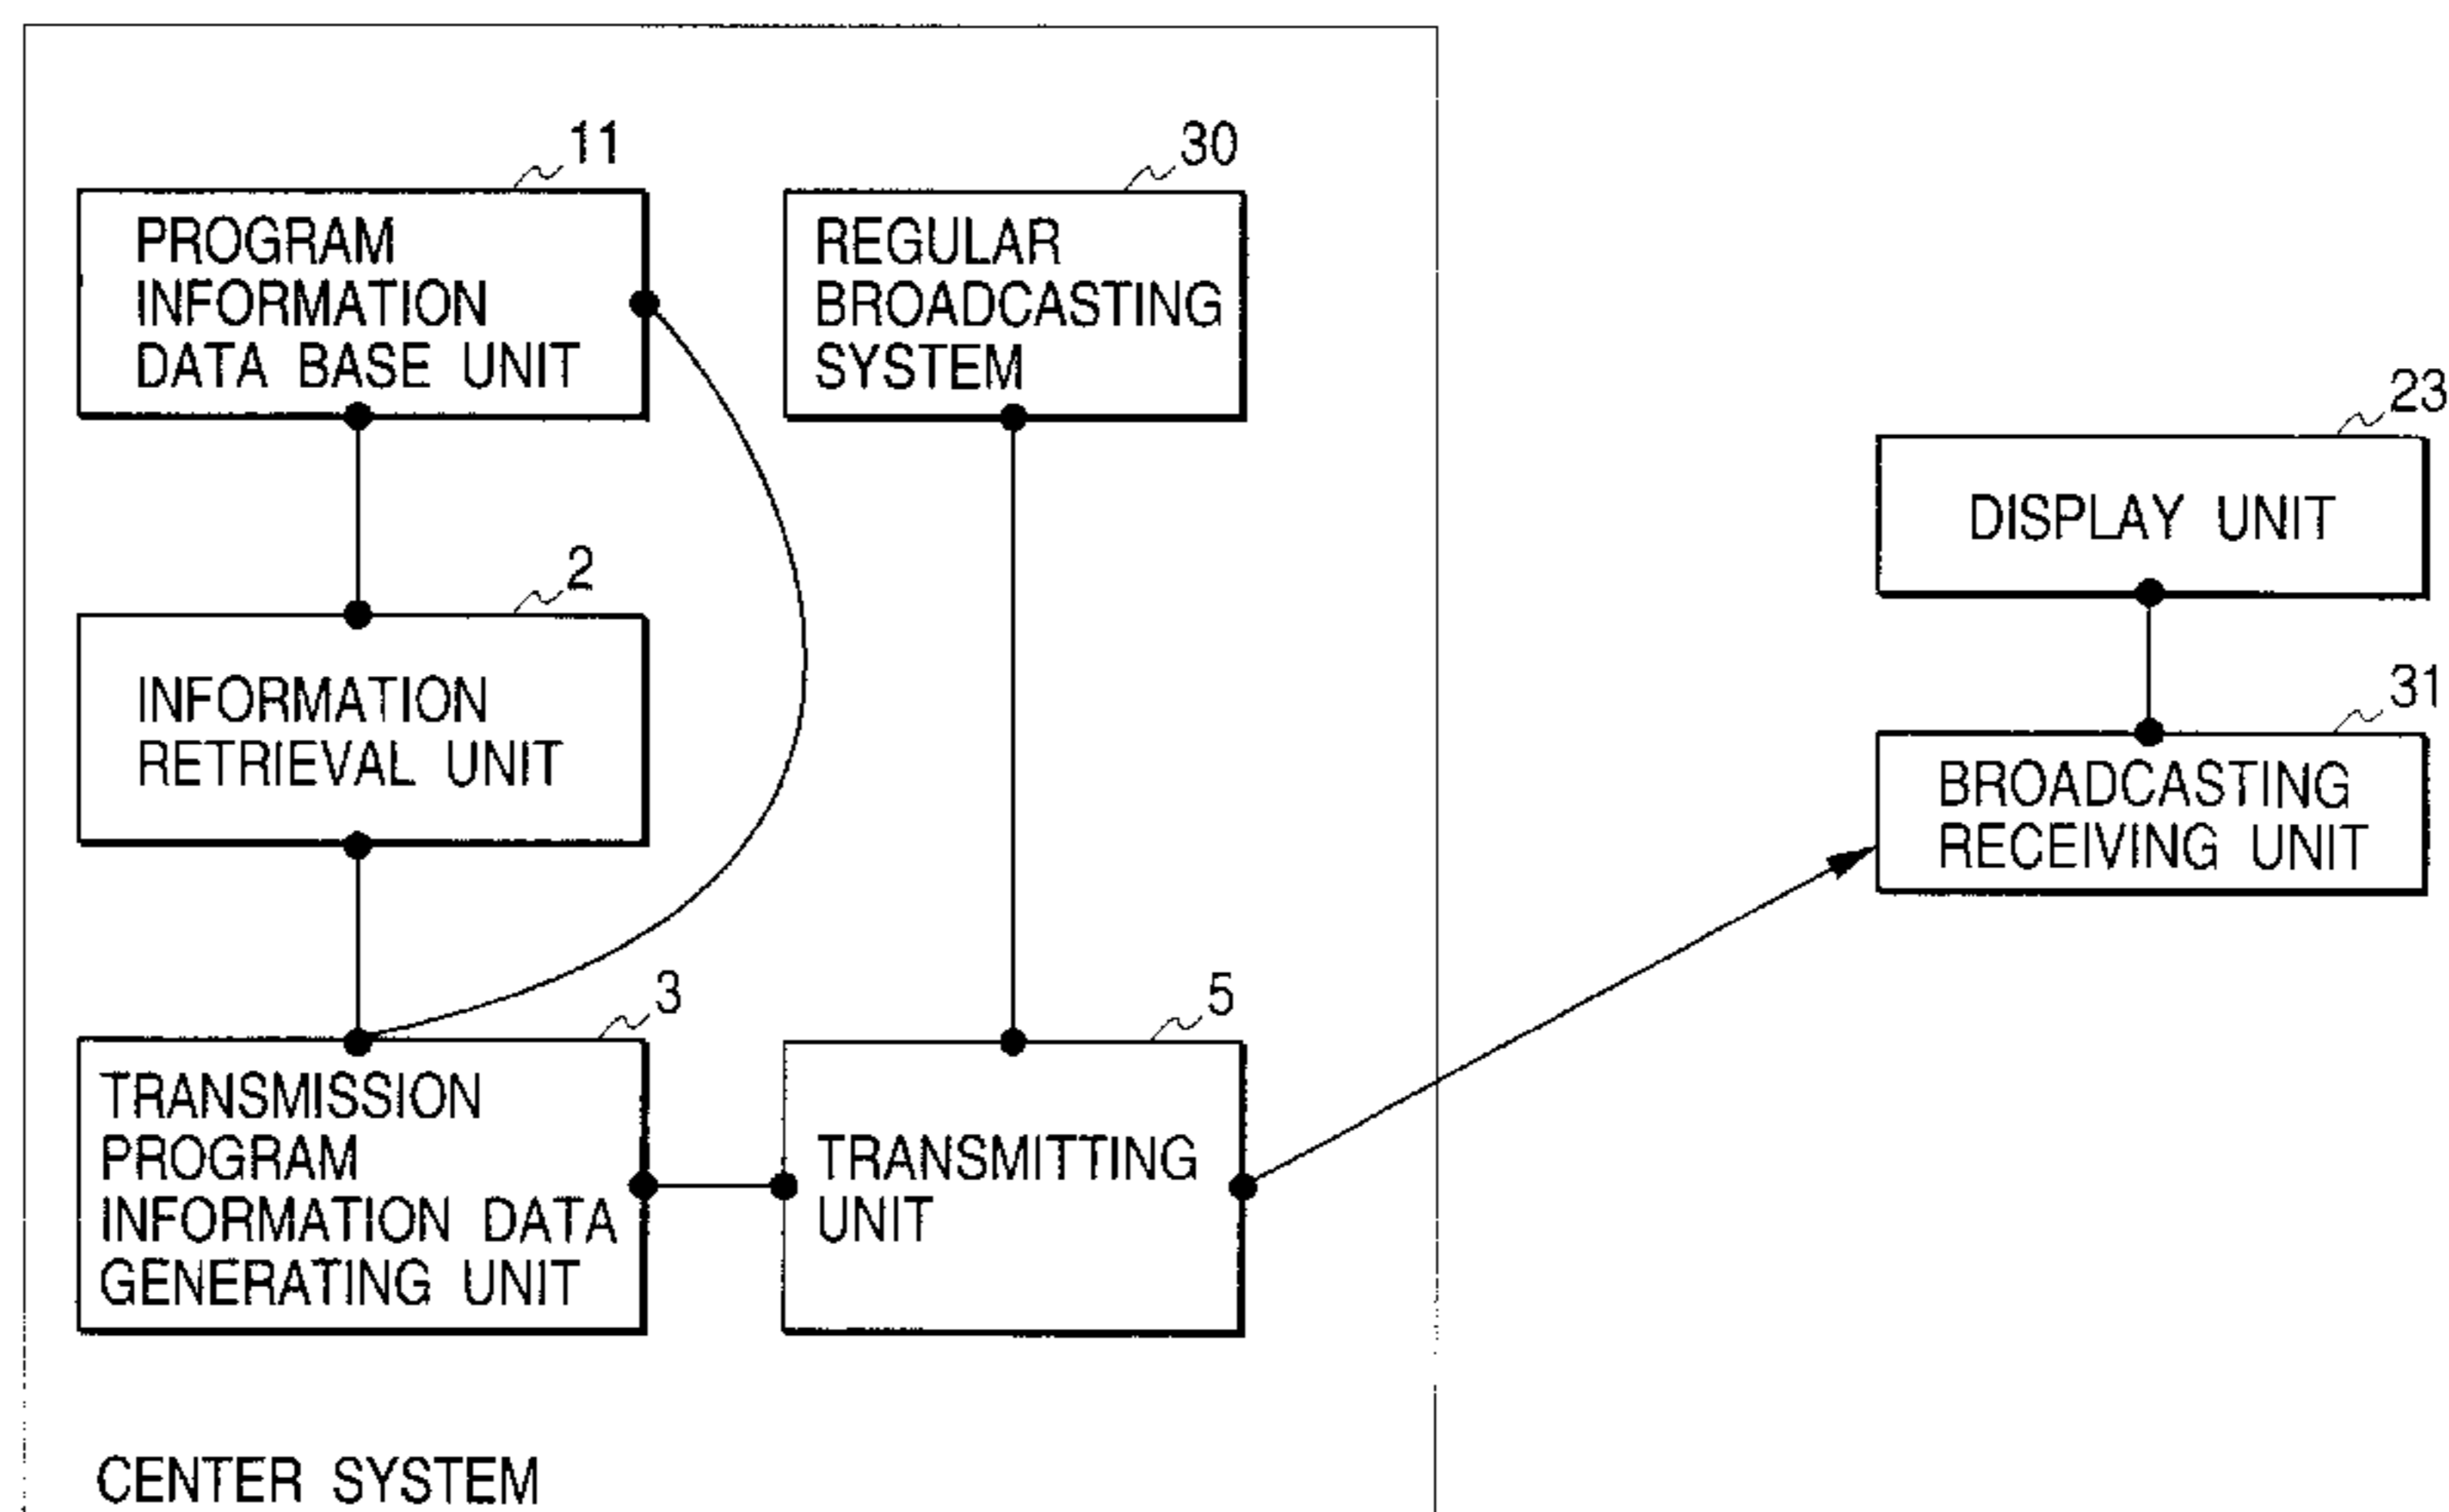 11
PROGRAM
INFORMATION
DATA BASE UNIT
30
REGULAR
BROADCASTING
SYSTEM
2
INFORMATION
RETRIEVAL UNIT
3
TRANSMISSION
PROGRAM
INFORMATION DATA
GENERATING UNIT
5
TRANSMITTING
UNIT
CENTER SYSTEM
23
DISPLAY UNIT
31
BROADCASTING
RECEIVING UNIT